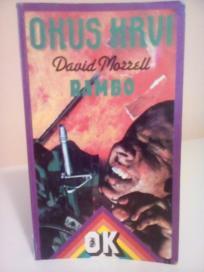 OKUS KRVI
David Morrell
RAMBO
OK